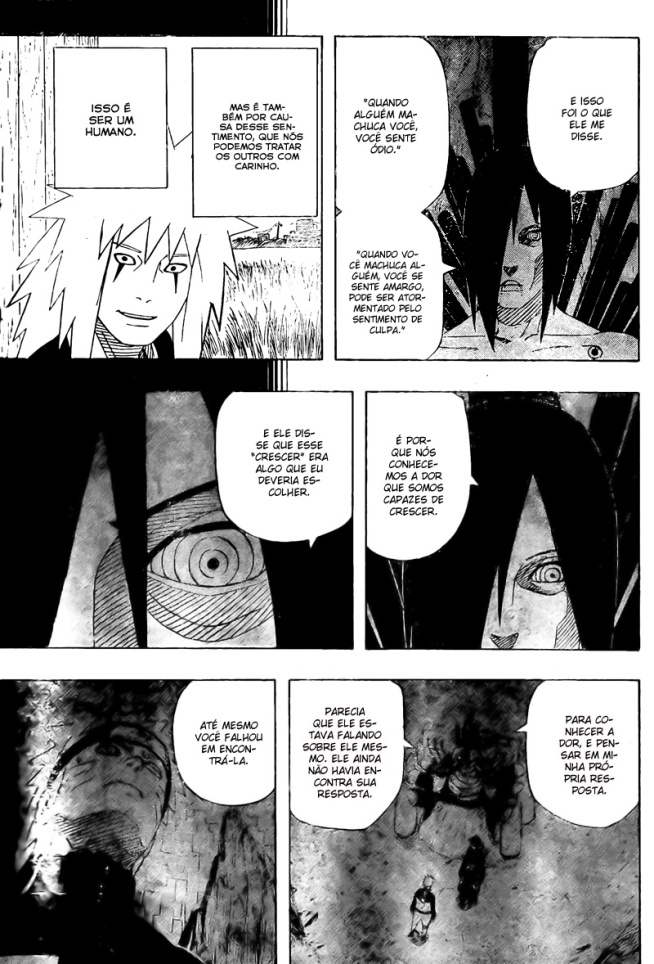 E ISSO
FOI O QUE
ELE ME
DISSE.
"QUANDO
ALGUÉM MA-
CHUCA VOCÊ,
VOCÊ SENTE
ÓDIO."
"QUANDO VO-
CÊ MACHUCA AL-
GUÉM, VOCÊ SE
SENTE AMARGO,
PODE SER ATOR-
MENTADO PELO
SENTIMENTO DE
CULPA."
MAS É TAM-
BÉM POR CAU-
SA DESSE SEN-
TIMENTO, QUE NÓS
PODEMOS TRATAR
OS OUTROS COM
CARINHO.
ISSO É
SER UM
HUMANO.
É POR-
QUE NÓS
CONHECE-
MOS A DOR
QUE SOMOS
CAPAZES DE
CRESCER.
E ELE DIS-
SE QUE ESSE
"CRESCER" ERA
ALGO QUE EU
DEVERIA ES-
COLHER.
PARA CO-
NHECER A
DOR, E PEN-
SAR EM MI-
NHA PRÓ-
PRIA RES-
POSTA.
PARECIA
QUE ELE ES-
TAVA FALANDO
SOBRE ELE MES-
MO. ELE AINDA
NÃO HAVIA EN-
CONTRA SUA
RESPOSTA.
ATÉ MESMO
VOCÊ FALHOU
EM ENCON-
TRÁ-LA.